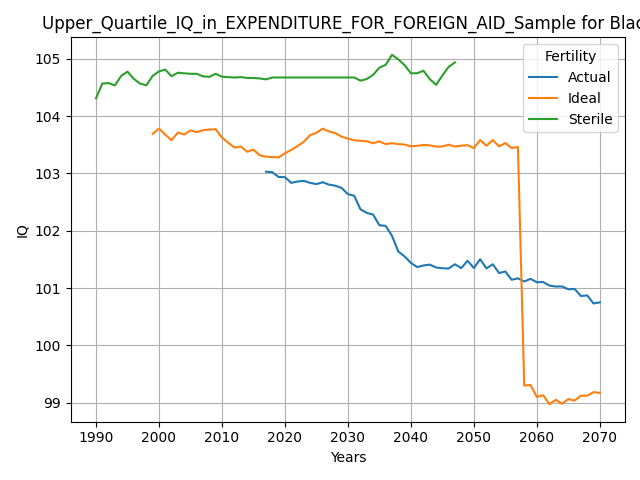 Upper_Quartile_IQ_in_EXPENDITURE_FOR_FOREIGN_AID_Sample for Blac
105
104
103
102
101
100
99
IQ
1990
2000
2010
2020
2030
2040
2050
2060
2070
Years
Fertility
Actual
Ideal
Sterile